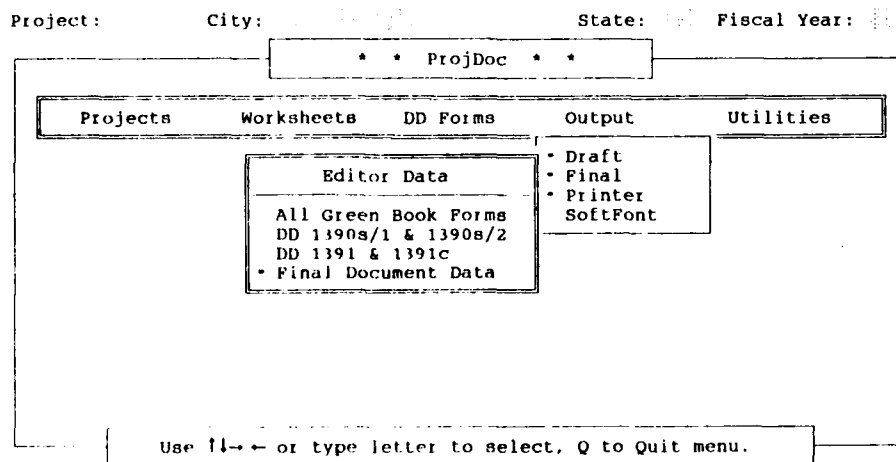 Project: City: State: Fiscal Year:
* * ProjDoc * *
Projects Worksheets DD Forms Output Utilities
Editor Data
All Green Book Forms
DD 1390s/1 & 1390s/2
DD 1391 & 1391c
• Final Document Data
• Draft
• Final
• Printer
SoftFont
Use ↑↓→← or type letter to select, Q to Quit menu.